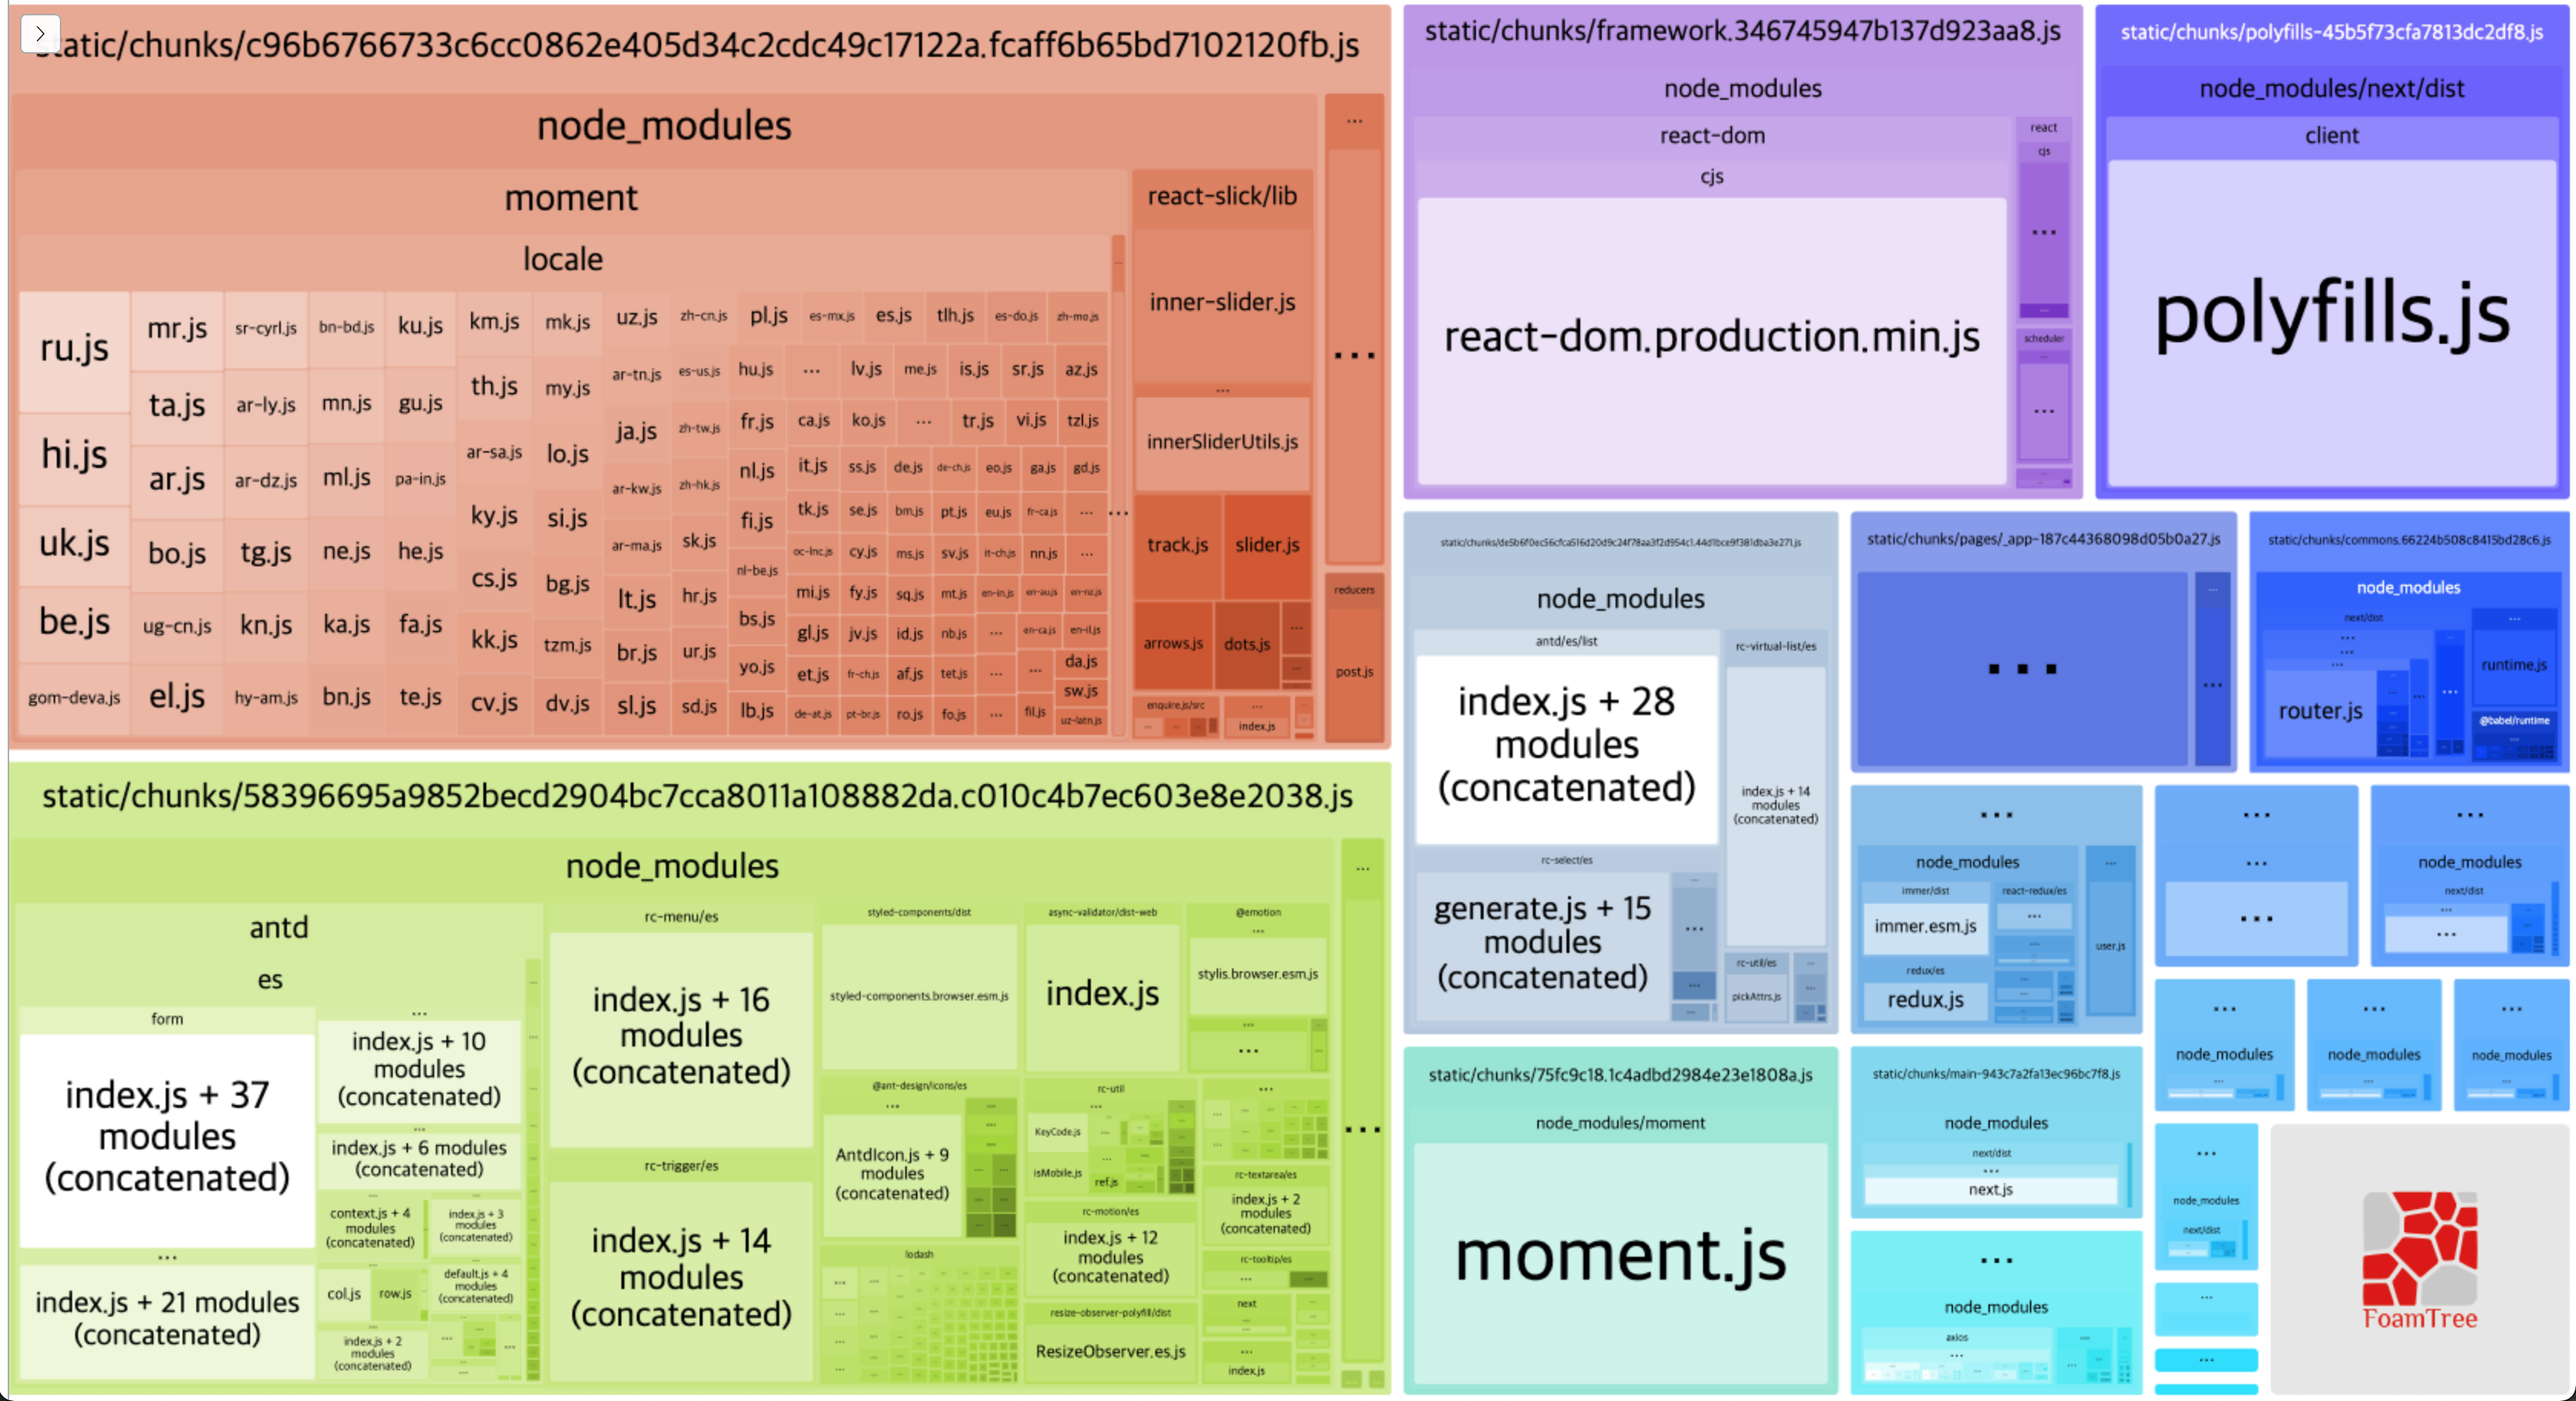 static/chunks/c96b6766733c6cc0862e405d34c2cdc49c17122a.fcaff6b65bd7102120fb.js
node_modules
moment
locale
ru.js
hi.js
uk.js
be.js
gom-deva.js
mr.js
ta.js
ar.js
bo.js
ug-cn.js
el.js
sr-cyrl.js
ar-ly.js
ar-dz.js
tg.js
kn.js
hy-am.js
bn-bd.js
mn.js
ml.js
ne.js
ka.js
bn.js
ku.js
gu.js
pa-in.js
he.js
fa.js
te.js
km.js
th.js
ar-sa.js
ky.js
cs.js
kk.js
cv.js
mk.js
my.js
lo.js
si.js
bg.js
tzm.js
dv.js
uz.js
ar-tn.js
ja.js
ar-kw.js
ar-ma.js
lt.js
br.js
sl.js
zh-cn.js
es-us.js
zh-tw.js
zh-hk.js
sk.js
hr.js
ur.js
sd.js
pl.js
es-mx.js
es.js
tlh.js
es-do.js
zh-mo.js
hu.js
...
lv.js
me.js
is.js
sr.js
az.js
fr.js
ca.js
ko.js
...
tr.js
vi.js
tzl.js
nl.js
it.js
ss.js
de.js
de-ch.js
eo.js
ga.js
gd.js
fi.js
tk.js
se.js
bm.js
pt.js
eu.js
fr-ca.js
...
nl-be.js
oc-lnc.js
cy.js
ms.js
sv.js
it-ch.js
nn.js
...
bs.js
mi.js
fy.js
sq.js
mt.js
en-in.js
en-au.js
en-nz.js
gl.js
jv.js
id.js
nb.js
...
en-ca.js
en-il.js
yo.js
et.js
fr-ch.js
af.js
tet.js
...
...
da.js
sw.js
lb.js
de-at.js
pt-br.js
ro.js
fo.js
...
fil.js
uz-latn.js
...
react-slick/lib
inner-slider.js
...
innerSliderUtils.js
track.js
slider.js
arrows.js
dots.js
...
enquire.js/src
...
index.js
...
...
reducers
post.js
static/chunks/58396695a9852becd2904bc7cca8011a108882da.c010c4b7ec603e8e2038.js
node_modules
antd
es
form
index.js + 37
modules
(concatenated)
...
index.js + 21 modules
(concatenated)
...
index.js + 10
modules
(concatenated)
...
index.js + 6 modules
(concatenated)
context.js + 4
modules
(concatenated)
index.js + 3
modules
(concatenated)
col.js
row.js
default.js + 4
modules
(concatenated)
index.js + 2
modules
(concatenated)
rc-menu/es
index.js + 16
modules
(concatenated)
rc-trigger/es
index.js + 14
modules
(concatenated)
styled-components/dist
styled-components.browser.esm.js
@ant-design/icons/es
...
AntdIcon.js + 9
modules
(concatenated)
lodash
async-validator/dist-web
index.js
rc-util
...
KeyCode.js
isMobile.js
ref.js
rc-motion/es
index.js + 12
modules
(concatenated)
resize-observer-polyfill/dist
ResizeObserver.es.js
@emotion
...
stylis.browser.esm.js
...
...
rc-textarea/es
index.js + 2
modules
(concatenated)
rc-tooltip/es
...
next
...
index.js
...
...
static/chunks/framework.346745947b137d923aa8.js
node_modules
react-dom
cjs
react-dom.production.min.js
react
cjs
...
scheduler
...
static/chunks/polyfills-45b5f73cfa7813dc2df8.js
node_modules/next/dist
client
polyfills.js
node_modules
antd/es/list
index.js + 28
modules
(concatenated)
rc-select/es
generate.js + 15
modules
(concatenated)
...
rc-virtual-list/es
index.js + 14
modules
(concatenated)
rc-util/es
pickAttrs.js
static/chunks/pages/_app-187c44368098d05b0a27.js
...
...
static/chunks/commons.66224b508c8415bd28c6.js
node_modules
next/dist
...
router.js
...
runtime.js
@babel/runtime
...
node_modules
immer/dist
immer.esm.js
redux/es
redux.js
react-redux/es
...
...
user.js
...
...
...
...
node_modules
next/dist
...
...
node_modules
...
node_modules
...
node_modules
static/chunks/75fc9c18.1c4adbd2984e23e1808a.js
node_modules/moment
moment.js
static/chunks/main-943c7a2fa13ec96bc7f8.js
node_modules
next/dist
...
next.js
...
node_modules
axios
...
...
node_modules
next/dist
...
...
FoamTree